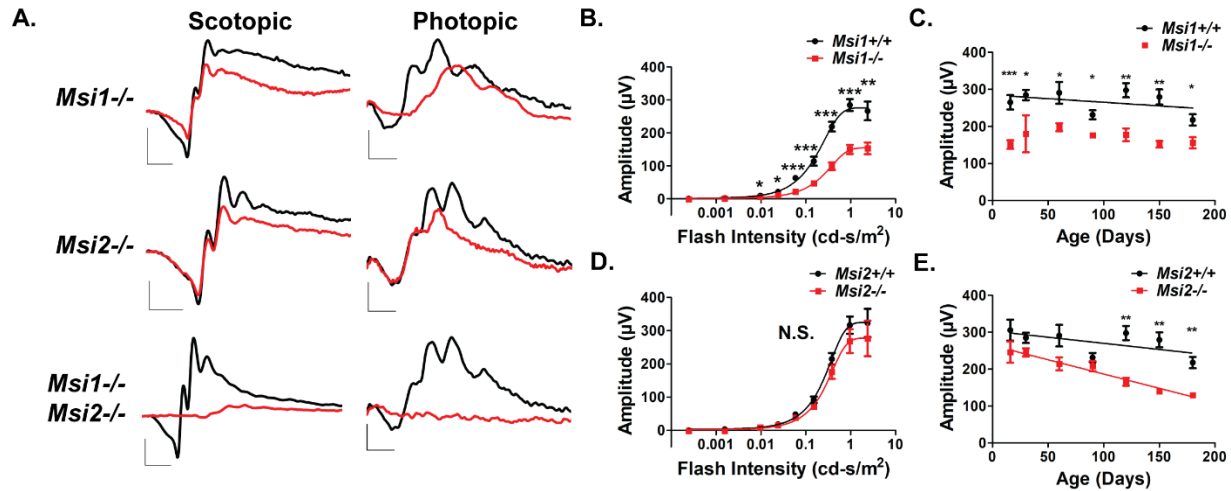 A.
Scotopic
Photopic
Msi1-/-
Msi2-/-
Msi1-/-
Msi2-/-
B.
Msi1+/+
Msi1-/-
Amplitude (µV)
400
300
200
100
0
* * *** *** *** *** **
0.001 0.01 0.1 1 10
Flash Intensity (cd-s/m²)
C.
Msi1+/+
Msi1-/-
Amplitude (µV)
400
300
200
100
0
*** * * * ** ** *
0 50 100 150 200
Age (Days)
D.
Msi2+/+
Msi2-/-
Amplitude (µV)
400
300
200
100
0
N.S.
0.001 0.01 0.1 1 10
Flash Intensity (cd-s/m²)
E.
Msi2+/+
Msi2-/-
Amplitude (µV)
400
300
200
100
0
** ** **
0 50 100 150 200
Age (Days)